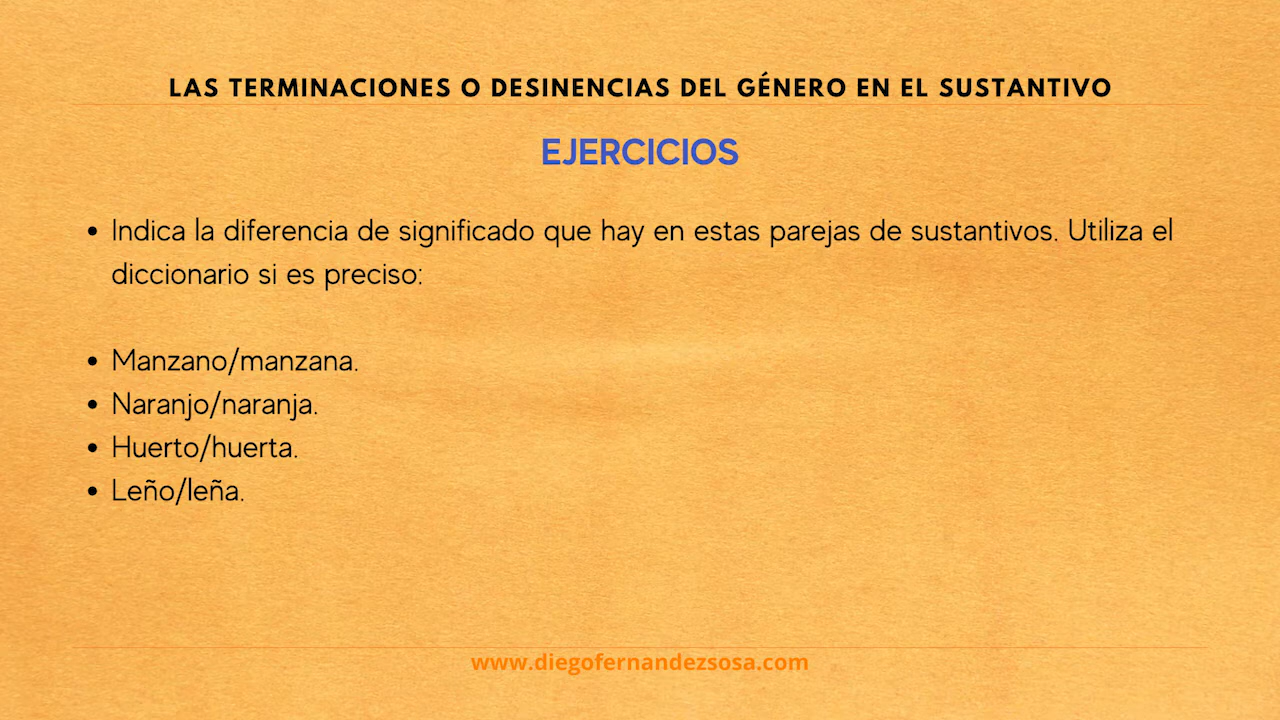 LAS TERMINACIONES O DESINENCIAS DEL GÉNERO EN EL SUSTANTIVO
EJERCICIOS
• Indica la diferencia de significado que hay en estas parejas de sustantivos. Utiliza el
diccionario si es preciso:
• Manzano/manzana.
• Naranjo/naranja.
• Huerto/huerta.
• Leño/leña.
www.diegofernandezsosa.com